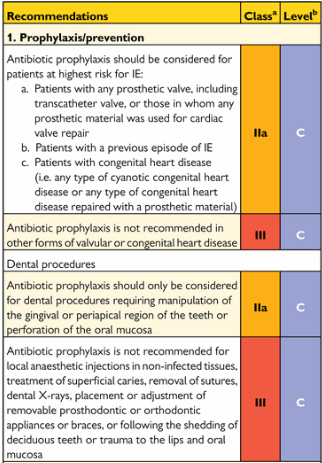 Recommendations Classᵃ Levelᵇ
1. Prophylaxis/prevention
Antibiotic prophylaxis should be considered for
patients at highest risk for IE:
a. Patients with any prosthetic valve, including
transcatheter valve, or those in whom any
prosthetic material was used for cardiac
valve repair
b. Patients with a previous episode of IE
c. Patients with congenital heart disease
(i.e. any type of cyanotic congenital heart
disease or any type of congenital heart
disease repaired with a prosthetic material)
IIa C
Antibiotic prophylaxis is not recommended in
other forms of valvular or congenital heart disease
III C
Dental procedures
Antibiotic prophylaxis should only be considered
for dental procedures requiring manipulation of
the gingival or periapical region of the teeth or
perforation of the oral mucosa
IIa C
Antibiotic prophylaxis is not recommended for
local anaesthetic injections in non-infected tissues,
treatment of superficial caries, removal of sutures,
dental X-rays, placement or adjustment of
removable prosthodontic or orthodontic
appliances or braces, or following the shedding of
deciduous teeth or trauma to the lips and oral
mucosa
III C